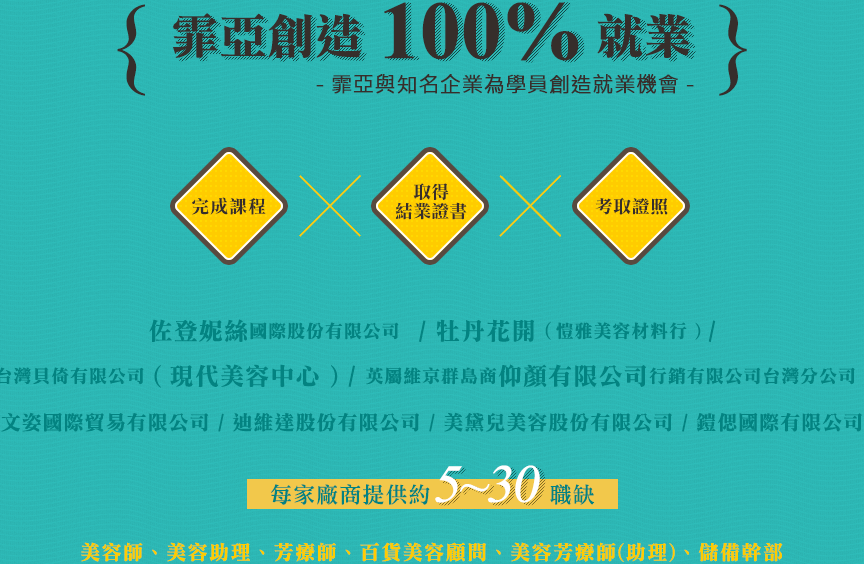 霏亞創造 100% 就業
- 霏亞與知名企業為學員創造就業機會 -
完成課程
取得
結業證書
考取證照
佐登妮絲國際股份有限公司 / 牡丹花開 ( 愷雅美容材料行 ) /
台灣貝倚有限公司 ( 現代美容中心 ) / 英屬維京群島商仰顏有限公司行銷有限公司台灣分公司
文姿國際貿易有限公司 / 迪維達股份有限公司 / 美黛兒美容股份有限公司 / 鎧偲國際有限公司
每家廠商提供約 5~30 職缺
美容師、美容助理、芳療師、百貨美容顧問、美容芳療師(助理)、儲備幹部